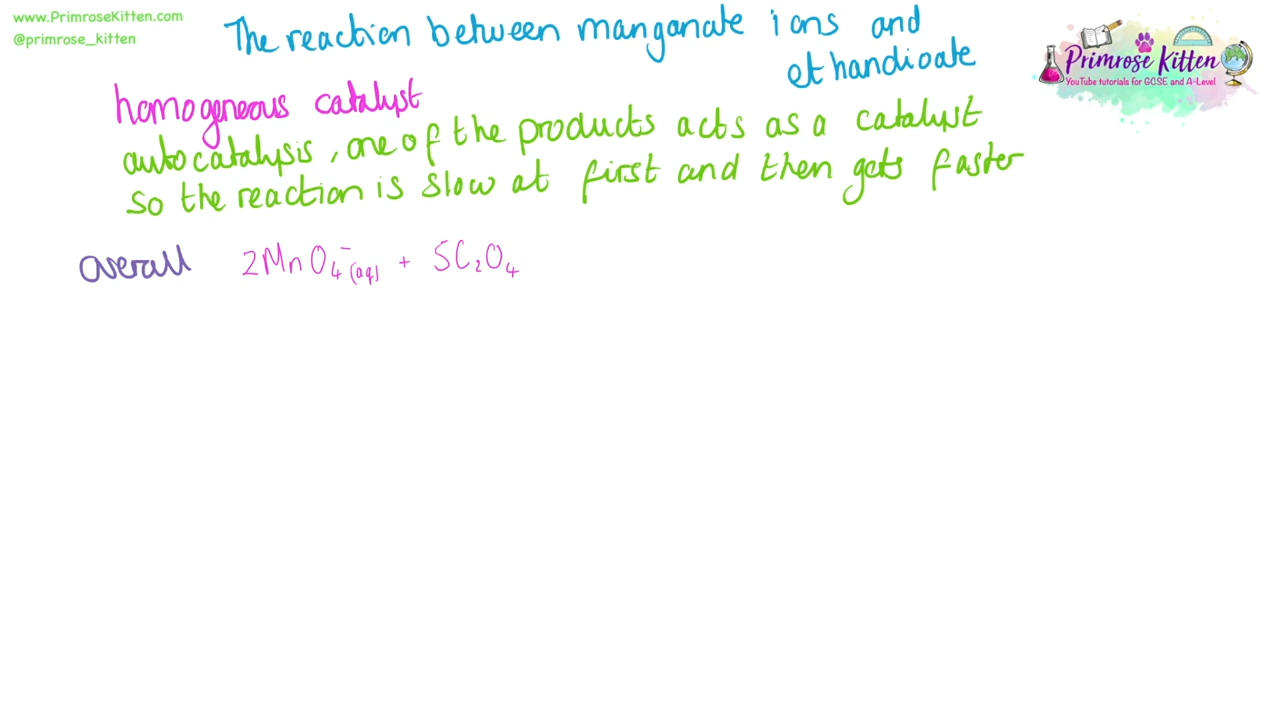 www.PrimroseKitten.com
@primrose_kitten
The reaction between manganate ions and
ethandioate
Primrose Kitten
YouTube tutorials for GCSE and A-Level
homogeneous catalyst
autocatalysis, one of the products acts as a catalyst
so the reaction is slow at first and then gets faster
overall 2MnO₄⁻(aq) + 5C₂O₄